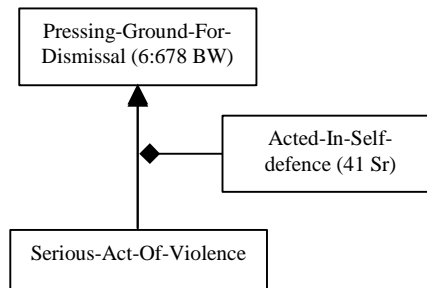 Pressing-Ground-For-
Dismissal (6:678 BW)
Acted-In-Self-
defence (41 Sr)
Serious-Act-Of-Violence